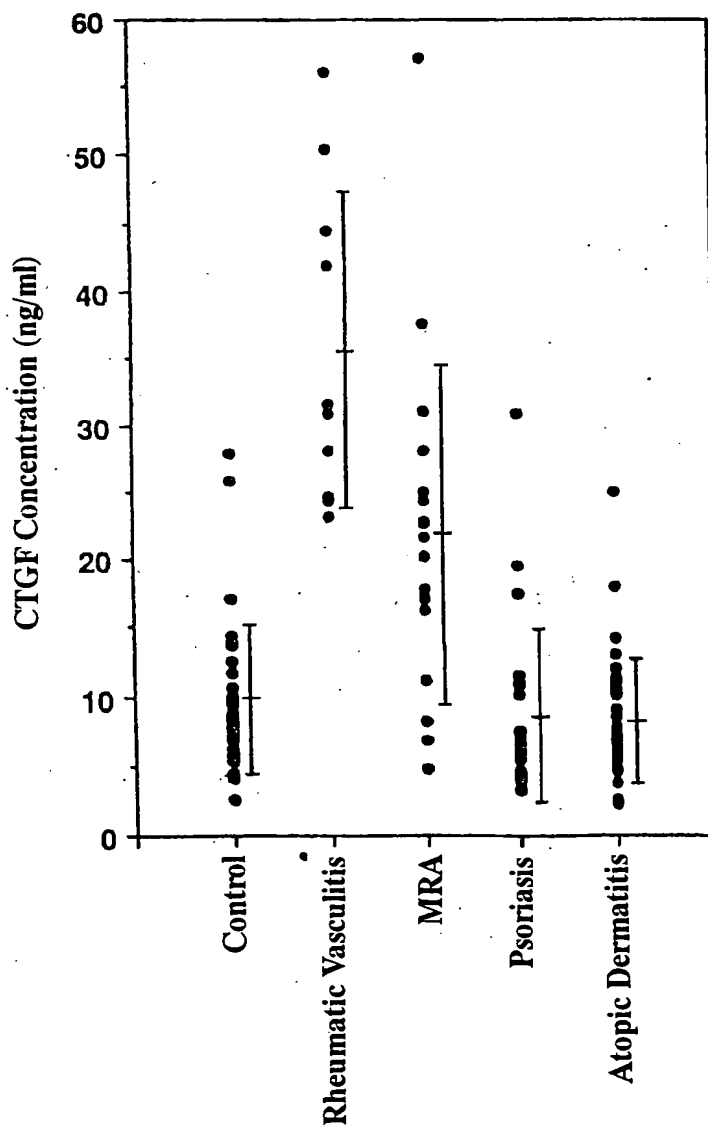 CTGF Concentration (ng/ml)
60
50
40
30
20
10
0
Control
Rheumatic Vasculitis
MRA
Psoriasis
Atopic Dermatitis